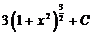 3(1 + x²)^{3/2} + C